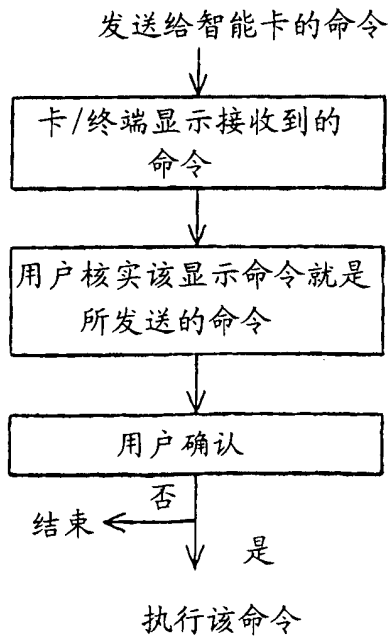 发送给智能卡的命令
卡/终端显示接收到的
命令
用户核实该显示命令就是
所发送的命令
用户确认
否
结束
是
执行该命令